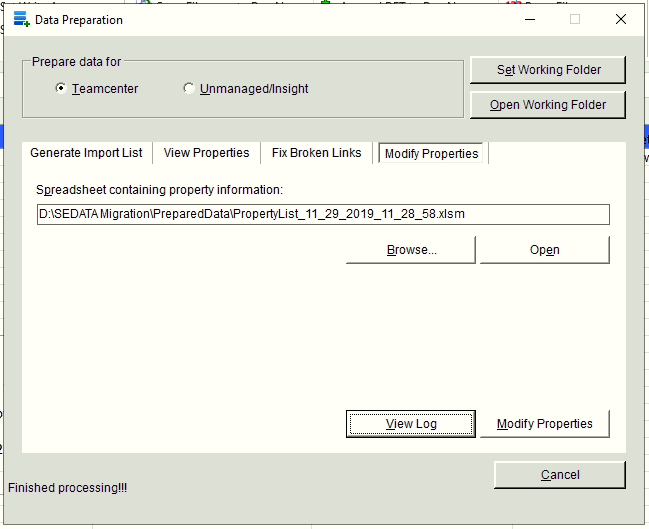 Data Preparation
Prepare data for
Teamcenter
Unmanaged/Insight
Set Working Folder
Open Working Folder
Generate Import List
View Properties
Fix Broken Links
Modify Properties
Spreadsheet containing property information:
D:\SEDATAMigration\PreparedData\PropertyList_11_29_2019_11_28_58.xlsm
Browse...
Open
View Log
Modify Properties
Cancel
Finished processing!!!